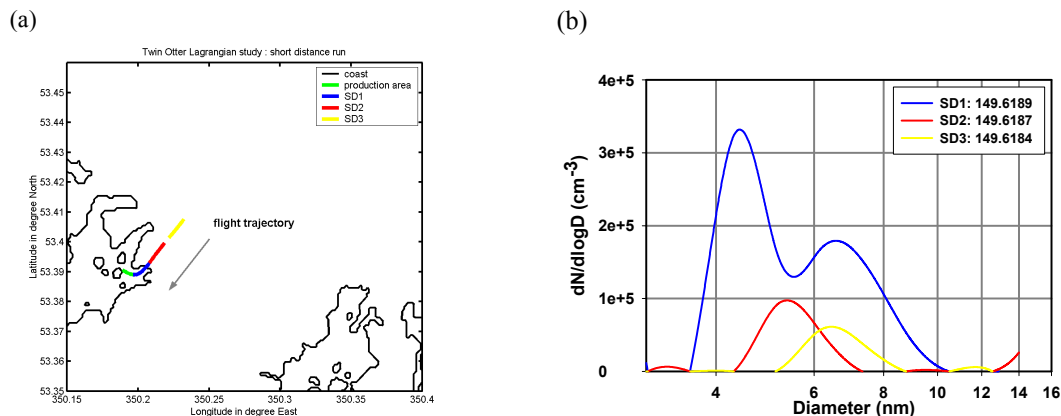 (a)
Twin Otter Lagrangian study : short distance run
coast
production area
SD1
SD2
SD3
flight trajectory
53.45
53.44
53.43
53.42
53.41
53.4
53.39
53.38
53.37
53.36
53.35
Latitude in degree North
350.15 350.2 350.25 350.3 350.35 350.4
Longitude in degree East
(b)
SD1: 149.6189
SD2: 149.6187
SD3: 149.6184
4e+5
3e+5
2e+5
1e+5
0
dN/dlogD (cm-3)
4 6 8 10 12 14 16
Diameter (nm)